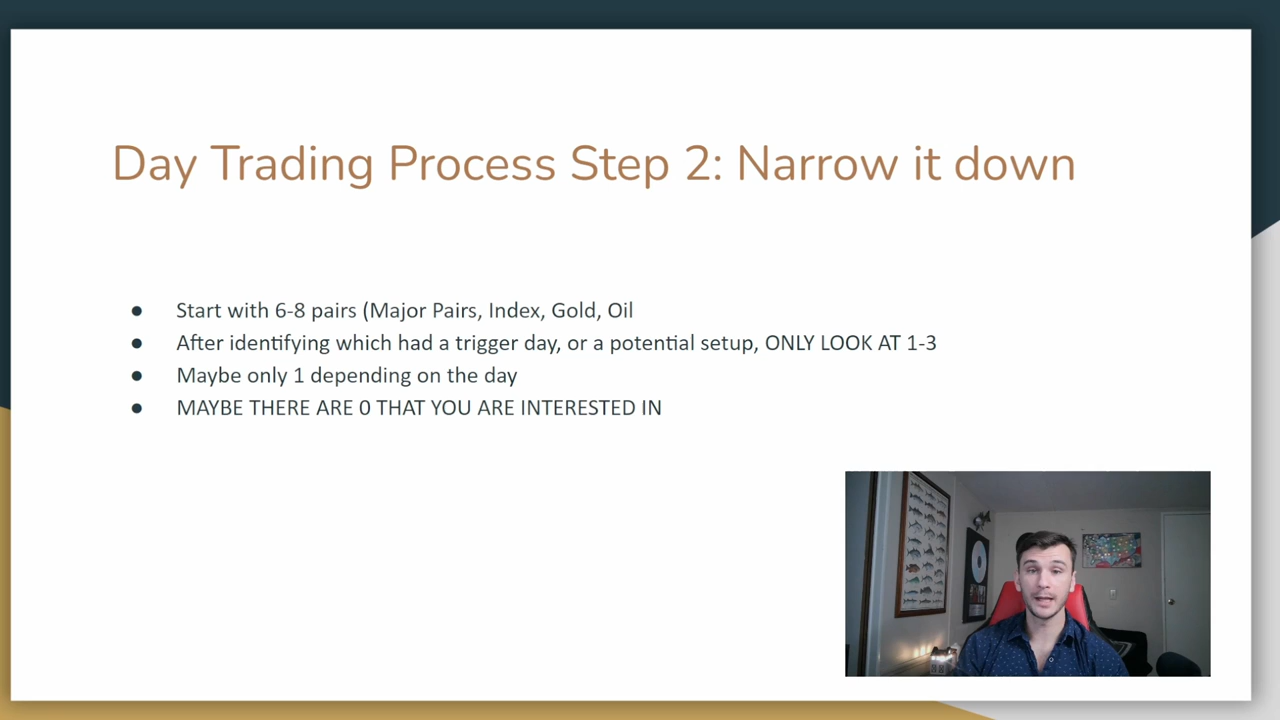 Day Trading Process Step 2: Narrow it down
● Start with 6-8 pairs (Major Pairs, Index, Gold, Oil
● After identifying which had a trigger day, or a potential setup, ONLY LOOK AT 1-3
● Maybe only 1 depending on the day
● MAYBE THERE ARE 0 THAT YOU ARE INTERESTED IN